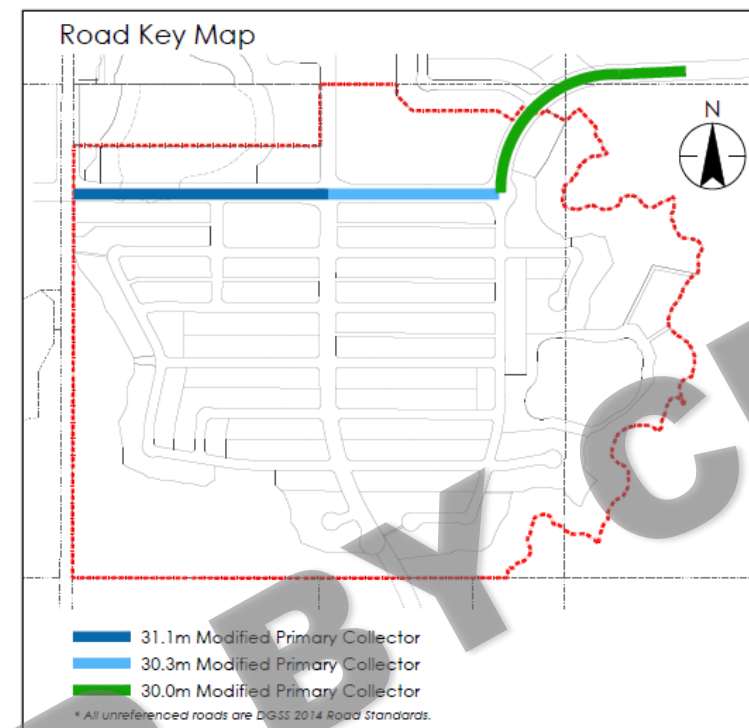 Road Key Map
N
31.1m Modified Primary Collector
30.3m Modified Primary Collector
30.0m Modified Primary Collector
* All unreferenced roads are DGSS 2014 Road Standards.
BY